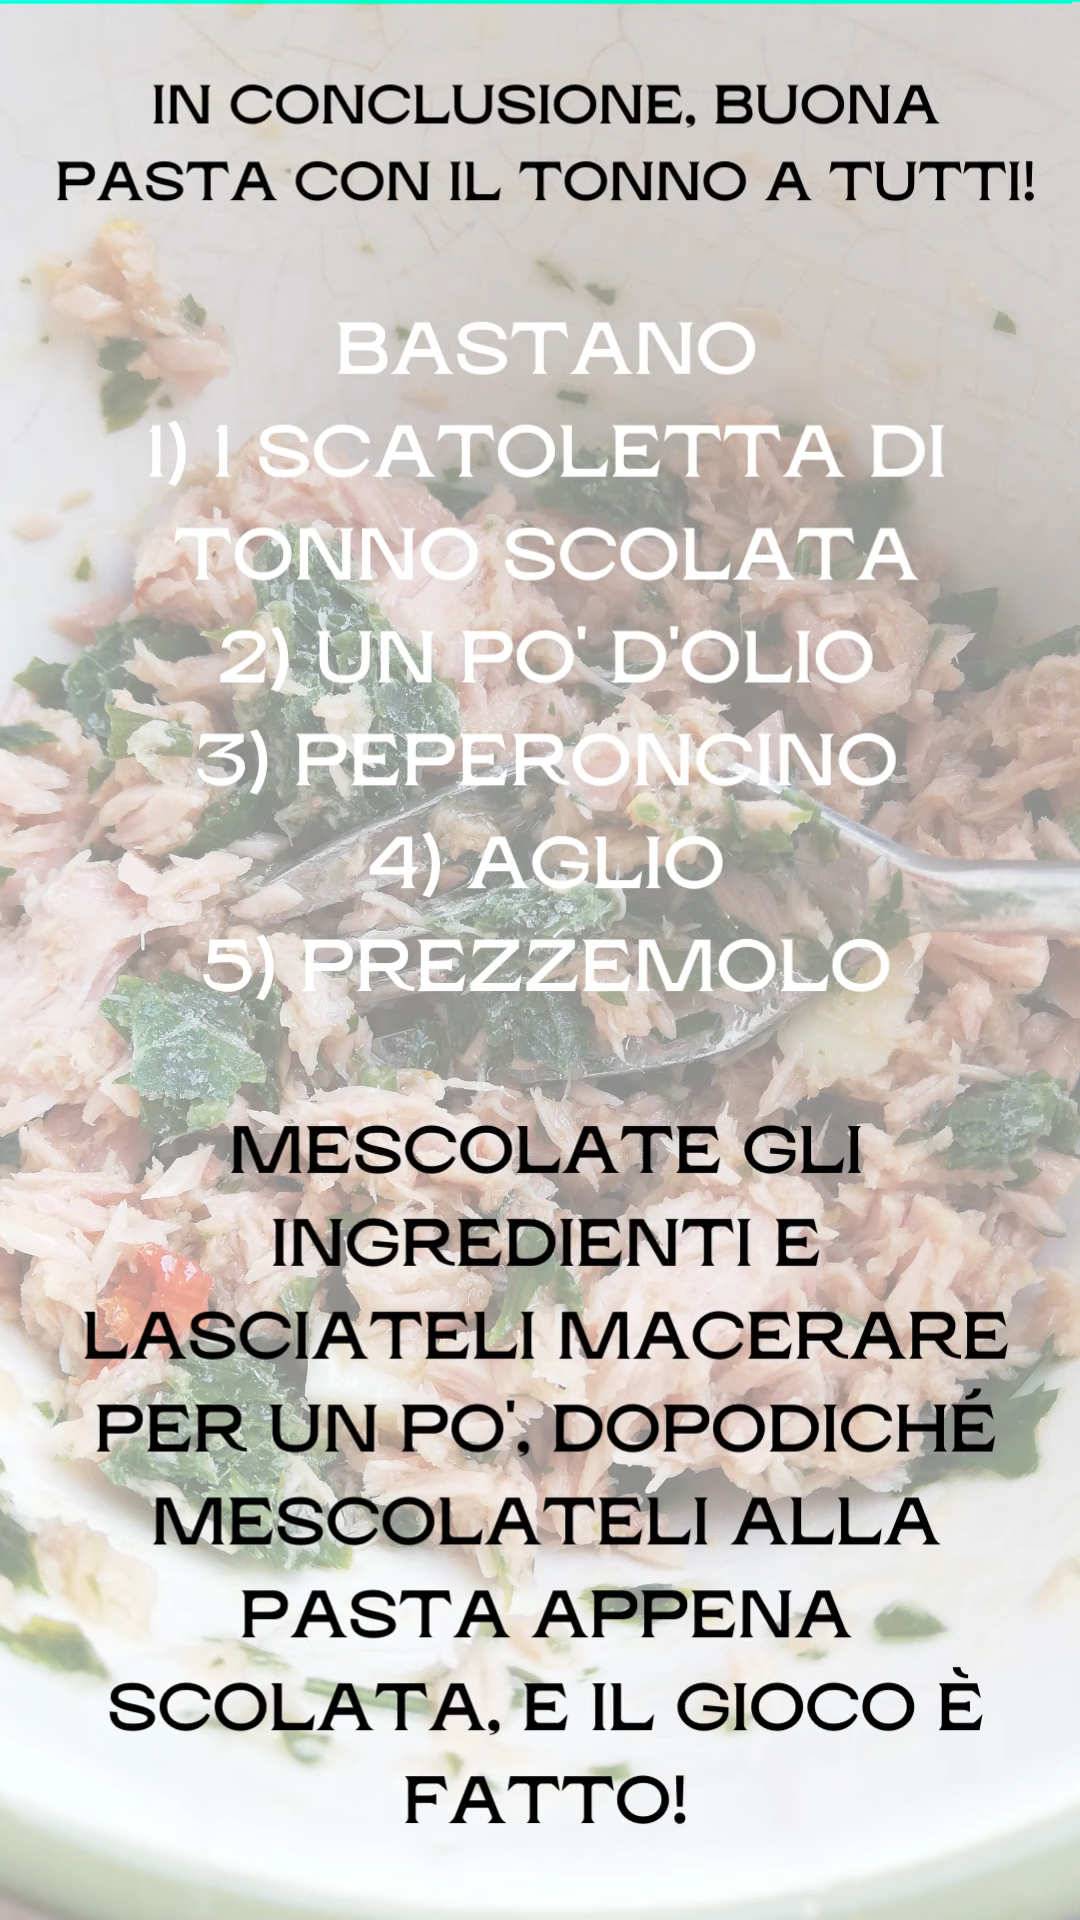 IN CONCLUSIONE, BUONA
PASTA CON IL TONNO A TUTTI!
BASTANO
1) 1 SCATOLETTA DI
TONNO SCOLATA
2) UN PO' D'OLIO
3) PEPERONCINO
4) AGLIO
5) PREZZEMOLO
MESCOLATE GLI
INGREDIENTI E
LASCIATELI MACERARE
PER UN PO', DOPODICHÉ
MESCOLATELI ALLA
PASTA APPENA
SCOLATA, E IL GIOCO È
FATTO!